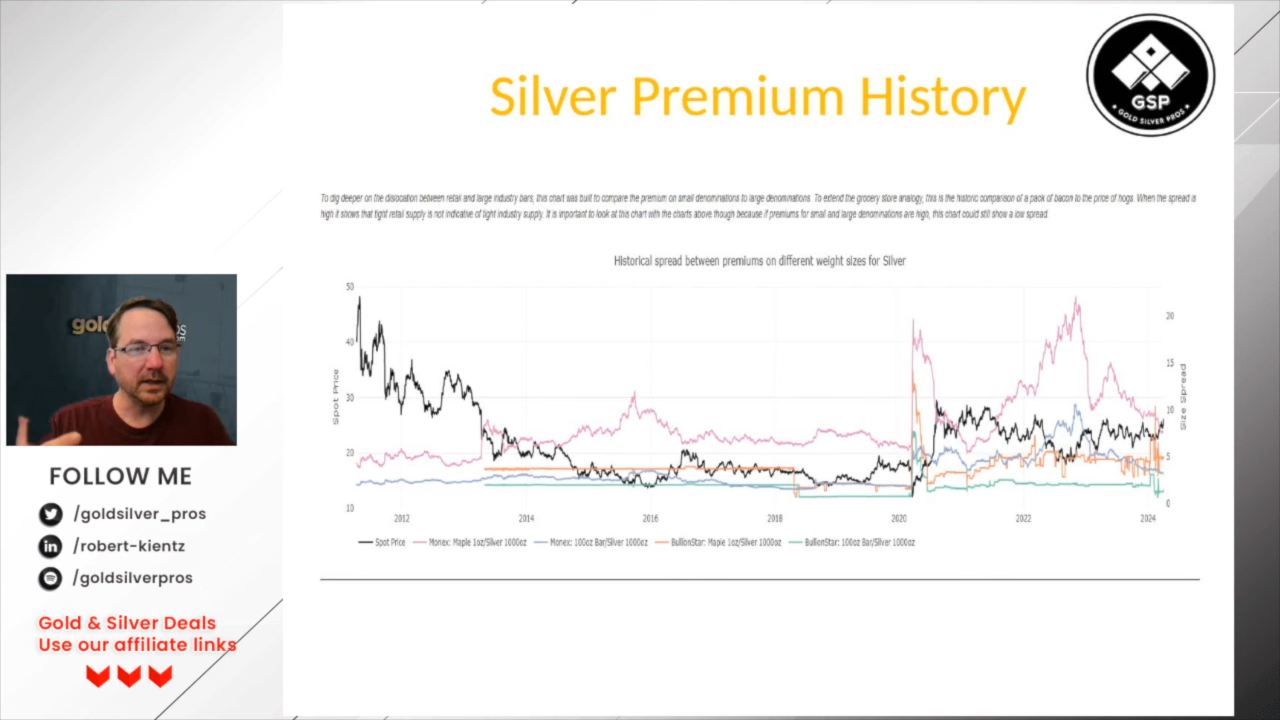 Silver Premium History
GSP
GOLD SILVER PROS
To dig deeper on the dislocation between retail and large industry bars, this chart was built to compare the premium on small denominations to large denominations. To extend the grocery store analogy, this is the historic comparison of a pack of bacon to the price of hogs. When the spread is
high it shows that tight retail supply is not indicative of tight industry supply. It is important to look at this chart with the charts above though because if premiums for small and large denominations are high, this chart could still show a low spread.
Historical spread between premiums on different weight sizes for Silver
50
40
30
20
10
Spot Price
20
15
10
5
0
Size Spread
2012 2014 2016 2018 2020 2022 2024
Spot Price Monex: Maple 1oz/Silver 1000oz Monex: 100oz Bar/Silver 1000oz BullionStar: Maple 1oz/Silver 1000oz BullionStar: 100oz Bar/Silver 1000oz
FOLLOW ME
/goldsilver_pros
/robert-kientz
/goldsilverpros
Gold & Silver Deals
Use our affiliate links